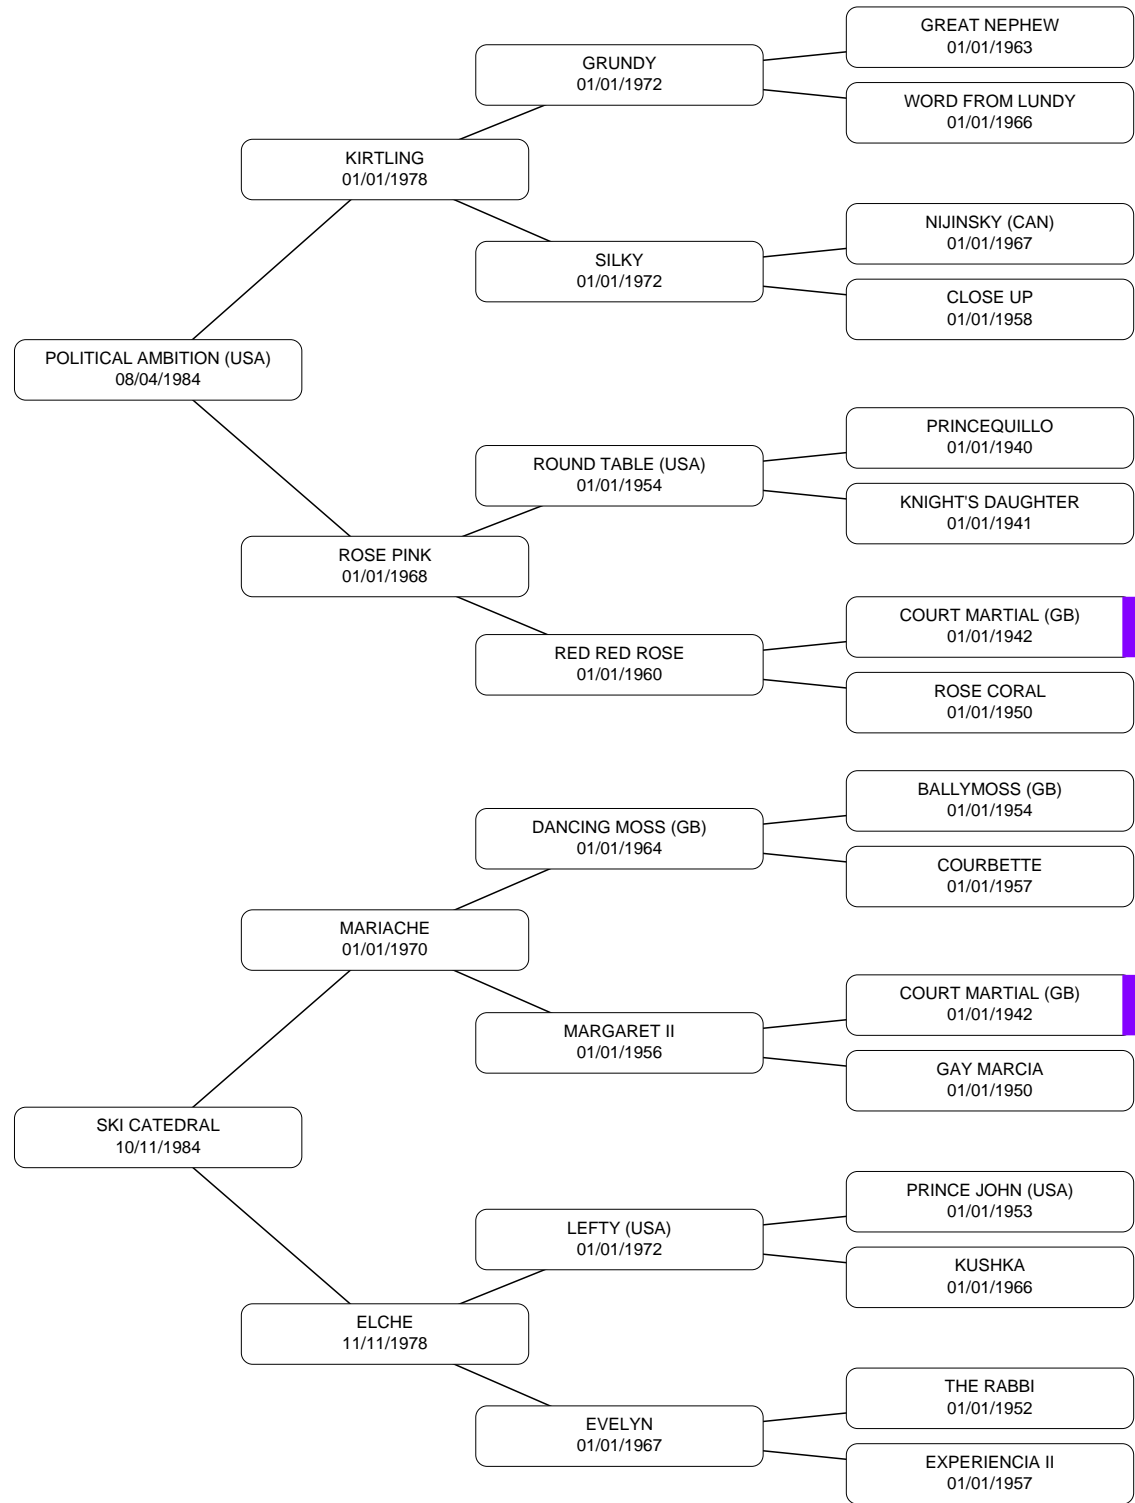 GREAT NEPHEW
01/01/1963
GRUNDY
01/01/1972
WORD FROM LUNDY
01/01/1966
KIRTLING
01/01/1978
NIJINSKY (CAN)
01/01/1967
SILKY
01/01/1972
CLOSE UP
01/01/1958
POLITICAL AMBITION (USA)
08/04/1984
PRINCEQUILLO
01/01/1940
ROUND TABLE (USA)
01/01/1954
KNIGHT'S DAUGHTER
01/01/1941
ROSE PINK
01/01/1968
COURT MARTIAL (GB)
01/01/1942
RED RED ROSE
01/01/1960
ROSE CORAL
01/01/1950
BALLYMOSS (GB)
01/01/1954
DANCING MOSS (GB)
01/01/1964
COURBETTE
01/01/1957
MARIACHE
01/01/1970
COURT MARTIAL (GB)
01/01/1942
MARGARET II
01/01/1956
GAY MARCIA
01/01/1950
SKI CATEDRAL
10/11/1984
PRINCE JOHN (USA)
01/01/1953
LEFTY (USA)
01/01/1972
KUSHKA
01/01/1966
ELCHE
11/11/1978
THE RABBI
01/01/1952
EVELYN
01/01/1967
EXPERIENCIA II
01/01/1957